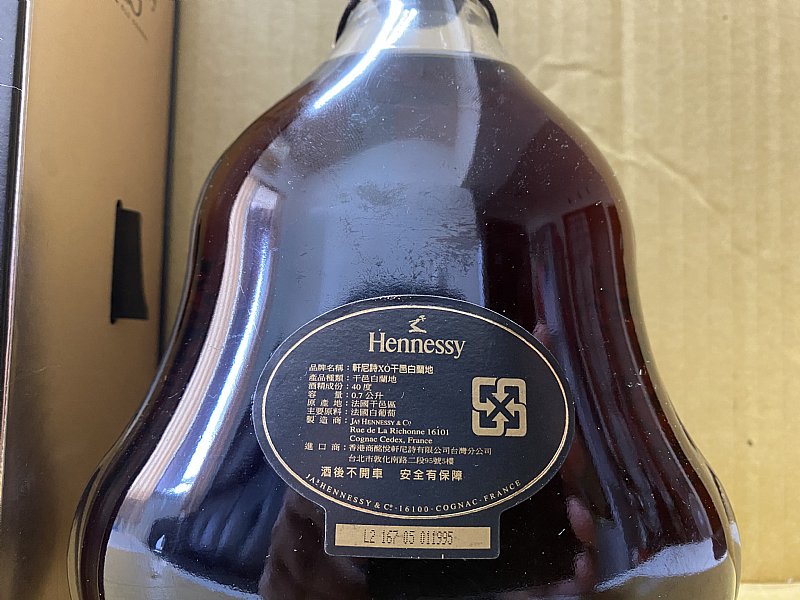 Hennessy
品牌名稱：軒尼詩XO干邑白蘭地
產品種類：干邑白蘭地
酒精成份：40度
容量：0.7公升
原產地：法國干邑區
主要原料：法國白葡萄
製造商：JAS HENNESSY & CO
Rue de La Richonne 16101
Cognac Cedex, France
進口商：香港商酩悅軒尼詩有限公司台灣分公司
台北市敦化南路二段95號5樓
酒後不開車 安全有保障
JAS HENNESSY & Cº - 16100 - COGNAC - FRANCE
L2 167 05 011995